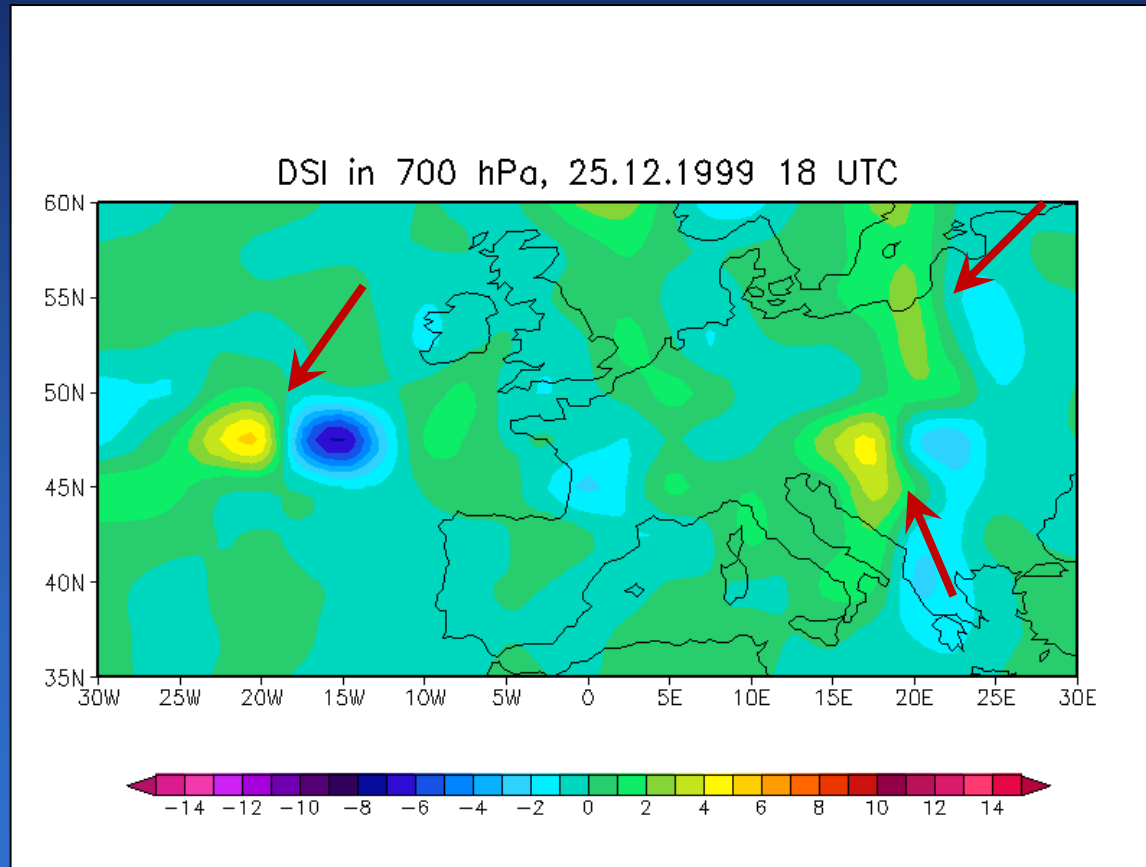 DSI in 700 hPa, 25.12.1999 18 UTC
60N
55N
50N
45N
40N
35N
30W 25W 20W 15W 10W 5W 0 5E 10E 15E 20E 25E 30E
−14 −12 −10 −8 −6 −4 −2 0 2 4 6 8 10 12 14